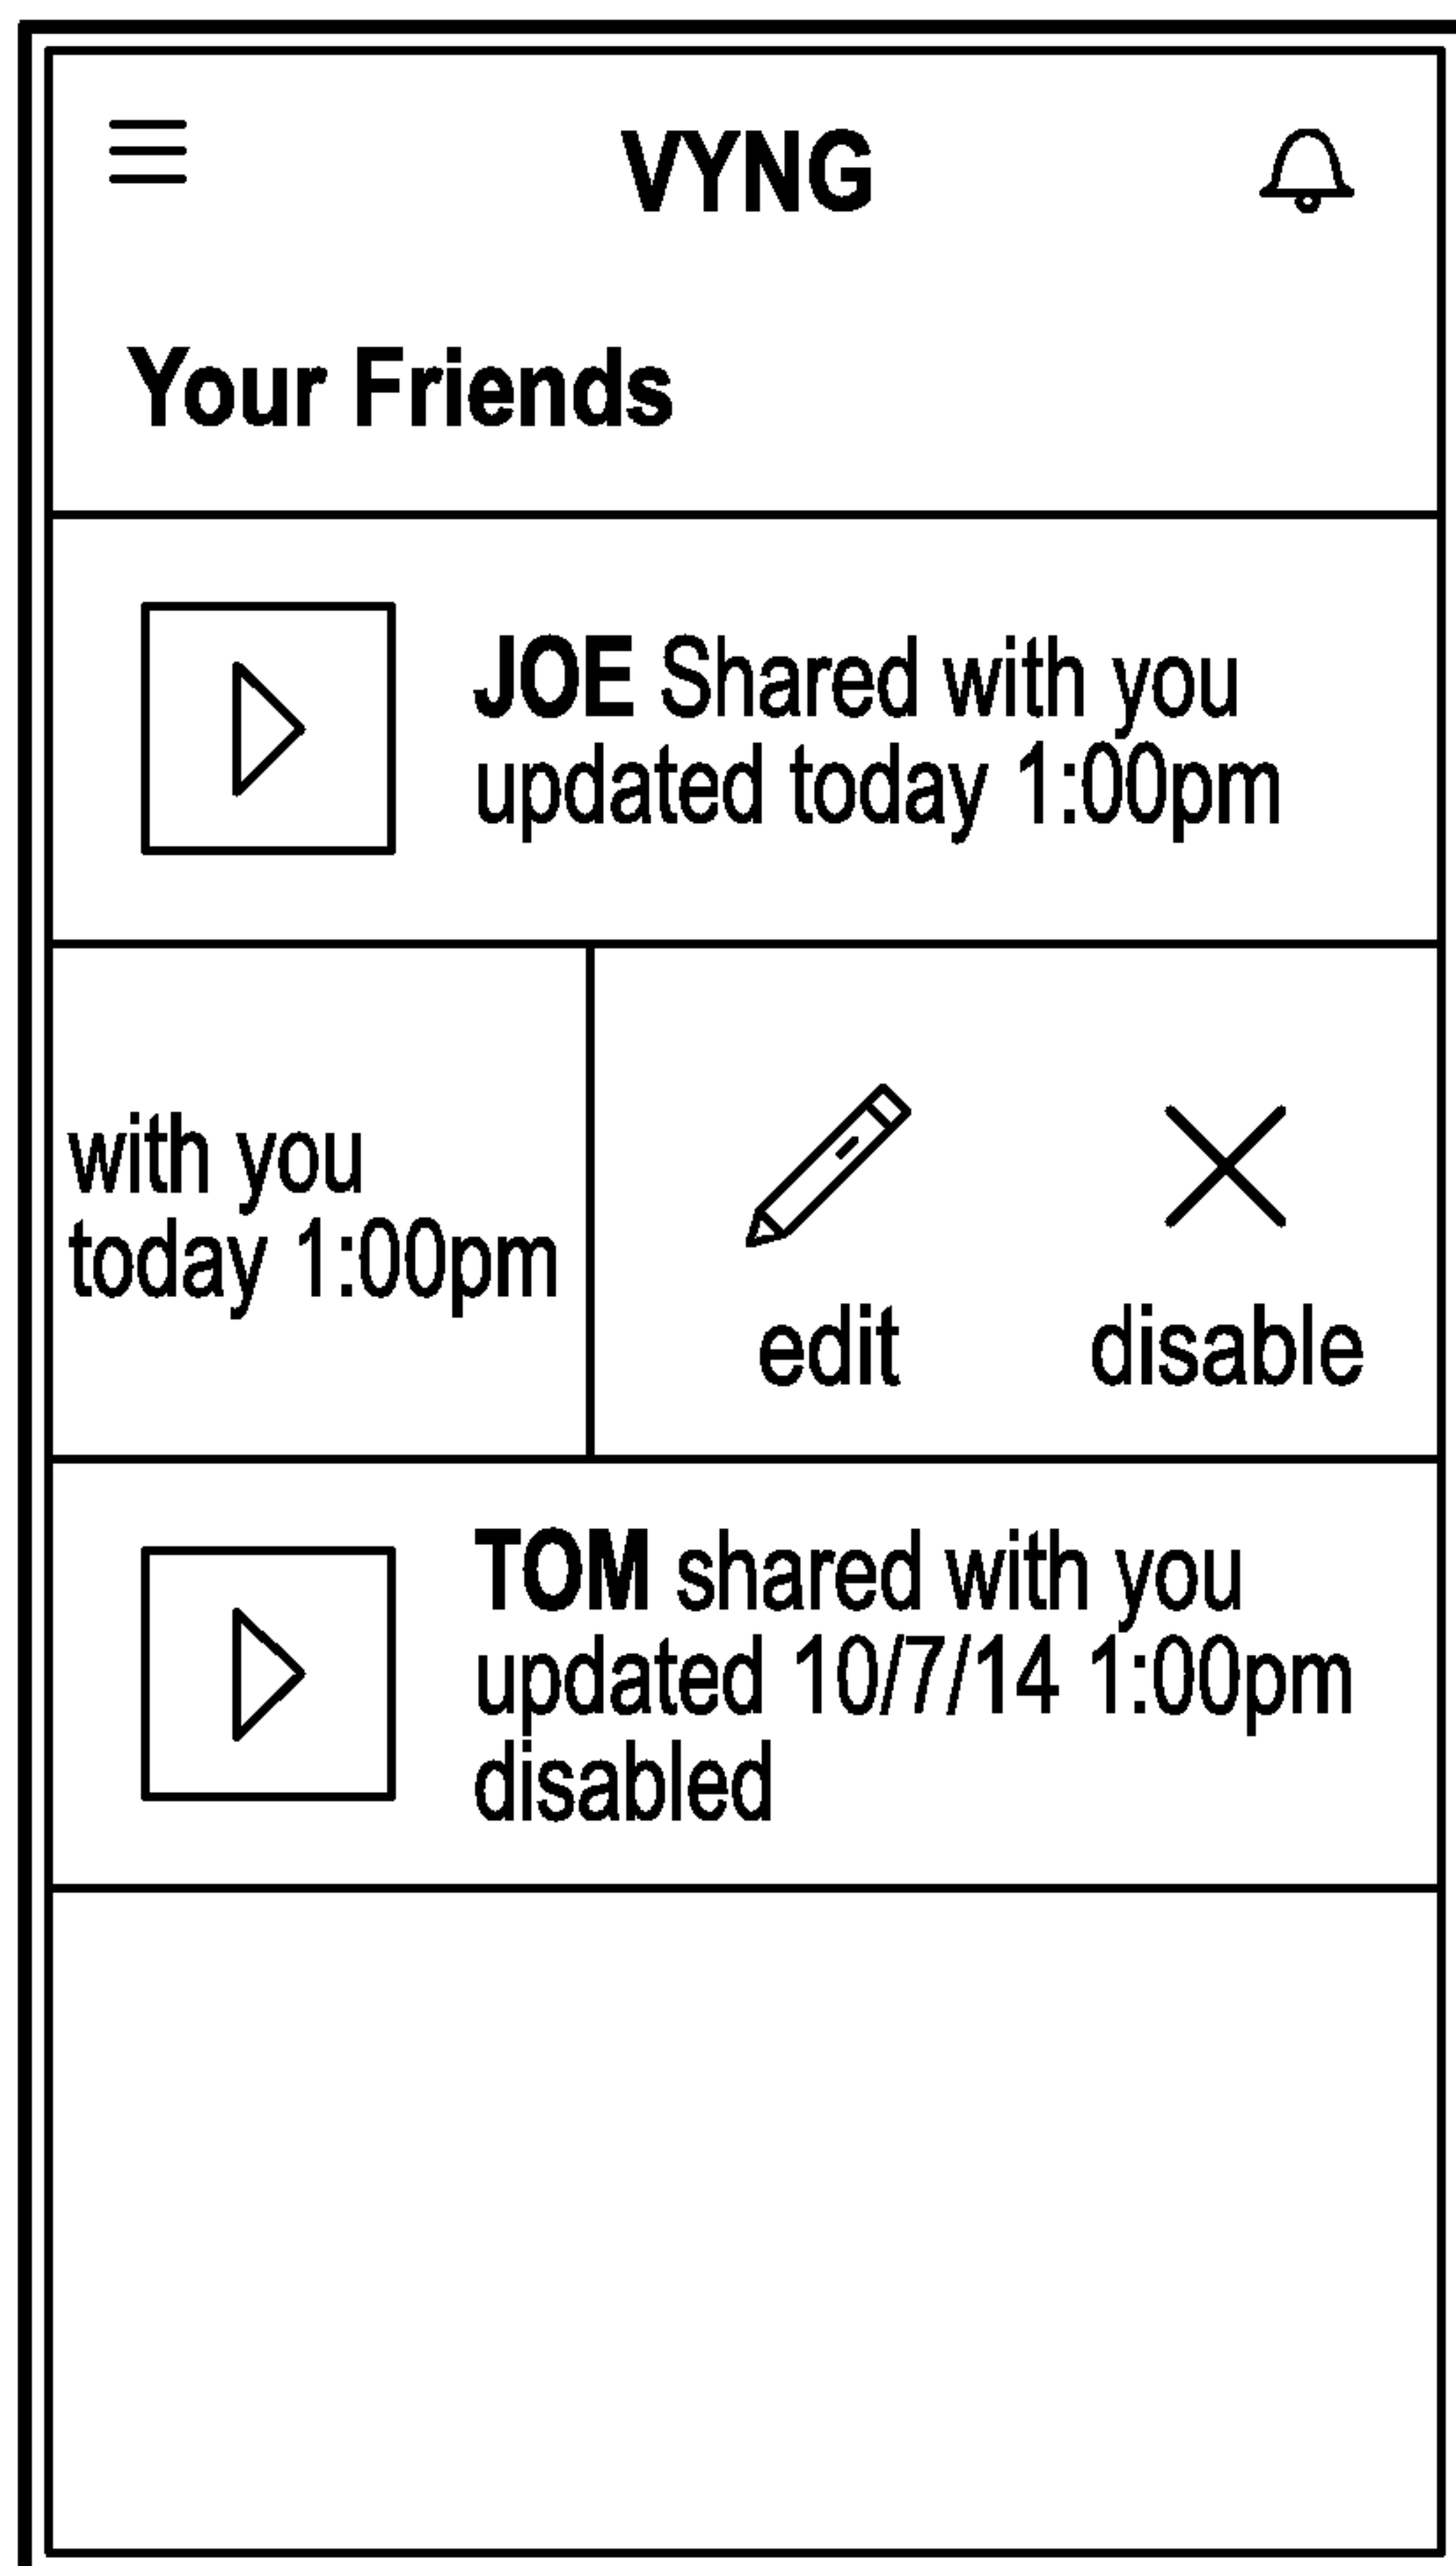 VYNG
Your Friends
JOE Shared with you
updated today 1:00pm
with you
today 1:00pm
edit
disable
TOM shared with you
updated 10/7/14 1:00pm
disabled